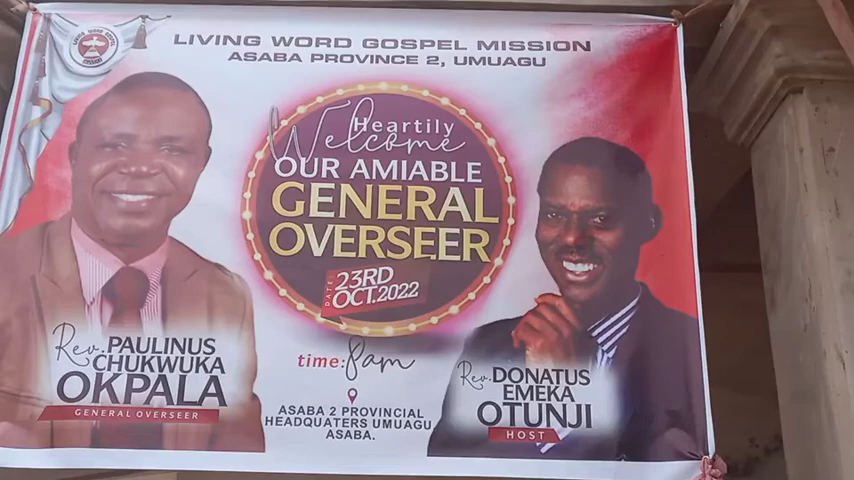 LIVING WORD GOSPEL MISSION
ASABA PROVINCE 2, UMUAGU
Heartily
Welcome
OUR AMIABLE
GENERAL
OVERSEER
DATE:
23RD
OCT.2022
Rev. PAULINUS
CHUKWUKA
OKPALA
GENERAL OVERSEER
time: 8am
ASABA 2 PROVINCIAL
HEADQUATERS UMUAGU
ASABA.
Rev. DONATUS
EMEKA
OTUNJI
HOST